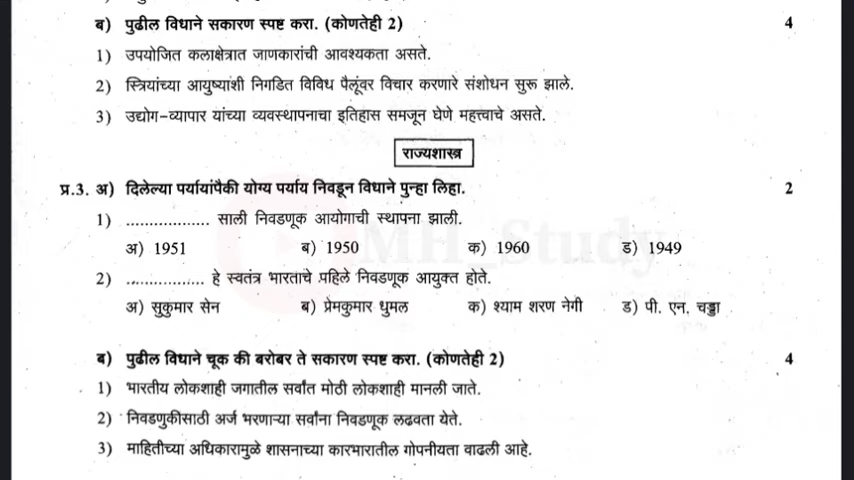 ब) पुढील विधाने सकारण स्पष्ट करा. (कोणतेही 2) 4
1) उपयोजित कलाक्षेत्रात जाणकारांची आवश्यकता असते.
2) स्त्रियांच्या आयुष्याशी निगडित विविध पैलूंवर विचार करणारे संशोधन सुरू झाले.
3) उद्योग-व्यापार यांच्या व्यवस्थापनाचा इतिहास समजून घेणे महत्त्वाचे असते.
राज्यशास्त्र
प्र.3. अ) दिलेल्या पर्यायांपैकी योग्य पर्याय निवडून विधाने पुन्हा लिहा. 2
1) .................. साली निवडणूक आयोगाची स्थापना झाली.
अ) 1951 ब) 1950 क) 1960 ड) 1949
MH_Study
2) ................. हे स्वतंत्र भारताचे पहिले निवडणूक आयुक्त होते.
अ) सुकुमार सेन ब) प्रेमकुमार धुमल क) श्याम शरण नेगी ड) पी. एन. चड्डा
ब) पुढील विधाने चूक की बरोबर ते सकारण स्पष्ट करा. (कोणतेही 2) 4
1) भारतीय लोकशाही जगातील सर्वांत मोठी लोकशाही मानली जाते.
2) निवडणुकीसाठी अर्ज भरणाऱ्या सर्वांना निवडणूक लढवता येते.
3) माहितीच्या अधिकारामुळे शासनाच्या कारभारातील गोपनीयता वाढली आहे.